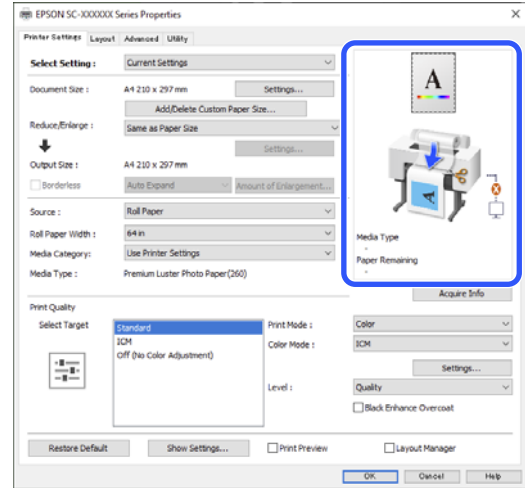 EPSON SC-XXXXXX Series Properties
Printer Settings Layout Advanced Utility
Select Setting : Current Settings
Document Size : A4 210 x 297 mm Settings...
Add/Delete Custom Paper Size...
Reduce/Enlarge : Same as Paper Size
Settings...
Output Size : A4 210 x 297 mm
Borderless Auto Expand Amount of Enlargement...
Source : Roll Paper
Roll Paper Width : 64 in
Media Category: Use Printer Settings
Media Type : Premium Luster Photo Paper(260)
A
A
Media Type
-
Paper Remaining
-
Acquire Info
Print Quality
Select Target
Standard
ICM
Off (No Color Adjustment)
Print Mode : Color
Color Mode : ICM
Settings...
Level : Quality
Black Enhance Overcoat
Restore Default Show Settings... Print Preview Layout Manager
OK Cancel Help